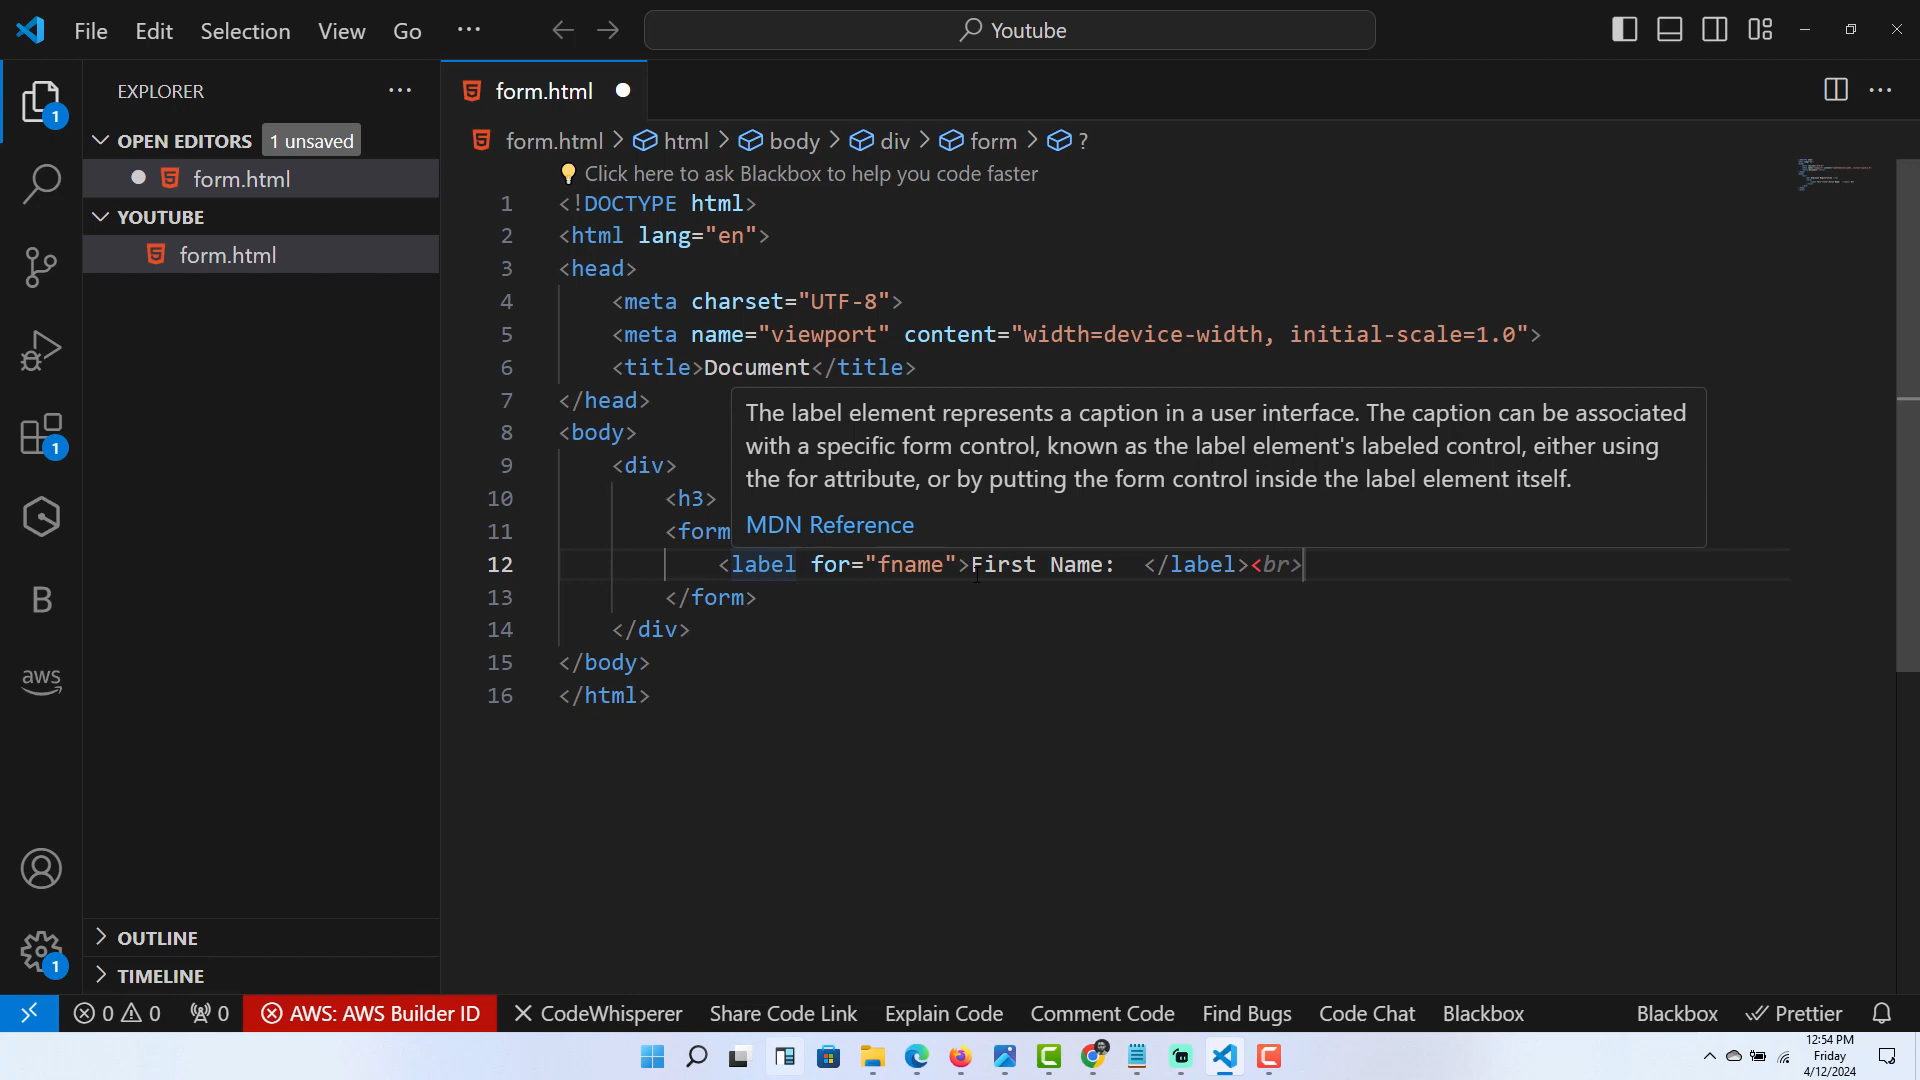 File Edit Selection View Go ···
Youtube
EXPLORER ···
OPEN EDITORS 1 unsaved
form.html
YOUTUBE
form.html
OUTLINE
TIMELINE
1
1
aws
1
form.html
form.html > html > body > div > form > ?
Click here to ask Blackbox to help you code faster
1 <!DOCTYPE html>
2 <html lang="en">
3 <head>
4 <meta charset="UTF-8">
5 <meta name="viewport" content="width=device-width, initial-scale=1.0">
6 <title>Document</title>
7 </head>
8 <body>
The label element represents a caption in a user interface. The caption can be associated
with a specific form control, known as the label element's labeled control, either using
the for attribute, or by putting the form control inside the label element itself.
MDN Reference
9 <div>
10 <h3>
11 <form
12 <label for="fname">First Name:  </label><br>
13 </form>
14 </div>
15 </body>
16 </html>
0 0 0 AWS: AWS Builder ID CodeWhisperer Share Code Link Explain Code Comment Code Find Bugs Code Chat Blackbox Blackbox Prettier
12:54 PM
Friday
4/12/2024